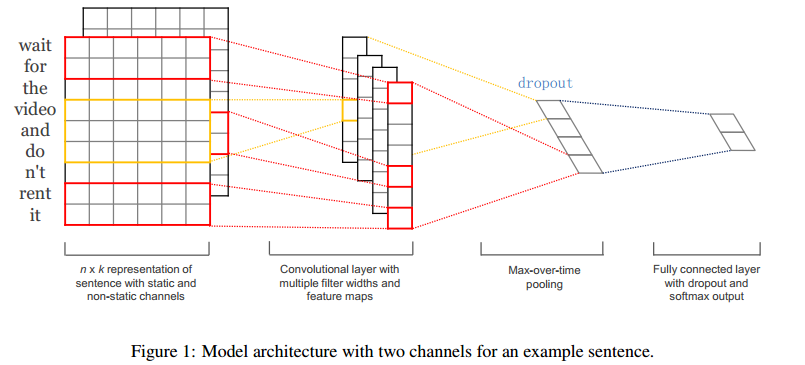 wait
for
the
video
and
do
n't
rent
it
dropout
n x k representation of
sentence with static and
non-static channels
Convolutional layer with
multiple filter widths and
feature maps
Max-over-time
pooling
Fully connected layer
with dropout and
softmax output
Figure 1: Model architecture with two channels for an example sentence.